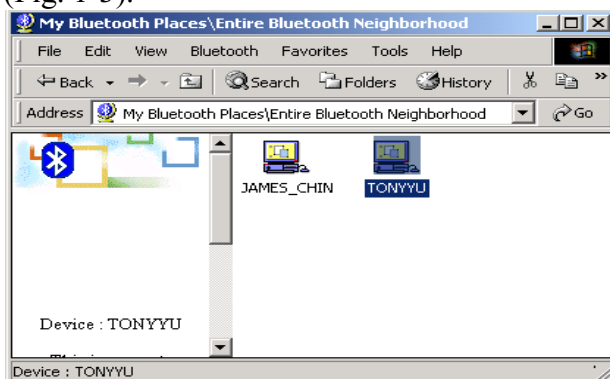 (Fig. 1-3).
My Bluetooth Places\Entire Bluetooth Neighborhood
File Edit View Bluetooth Favorites Tools Help
Back Search Folders History »
Address My Bluetooth Places\Entire Bluetooth Neighborhood Go
JAMES_CHIN TONYYU
Device : TONYYU
Device : TONYYU